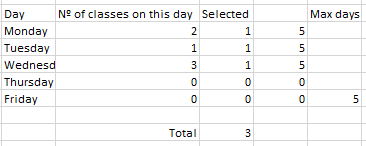 Day Nº of classes on this day Selected Max days
Monday 2 1 5
Tuesday 1 1 5
Wednesd 3 1 5
Thursday 0 0 0
Friday 0 0 0 5
Total 3